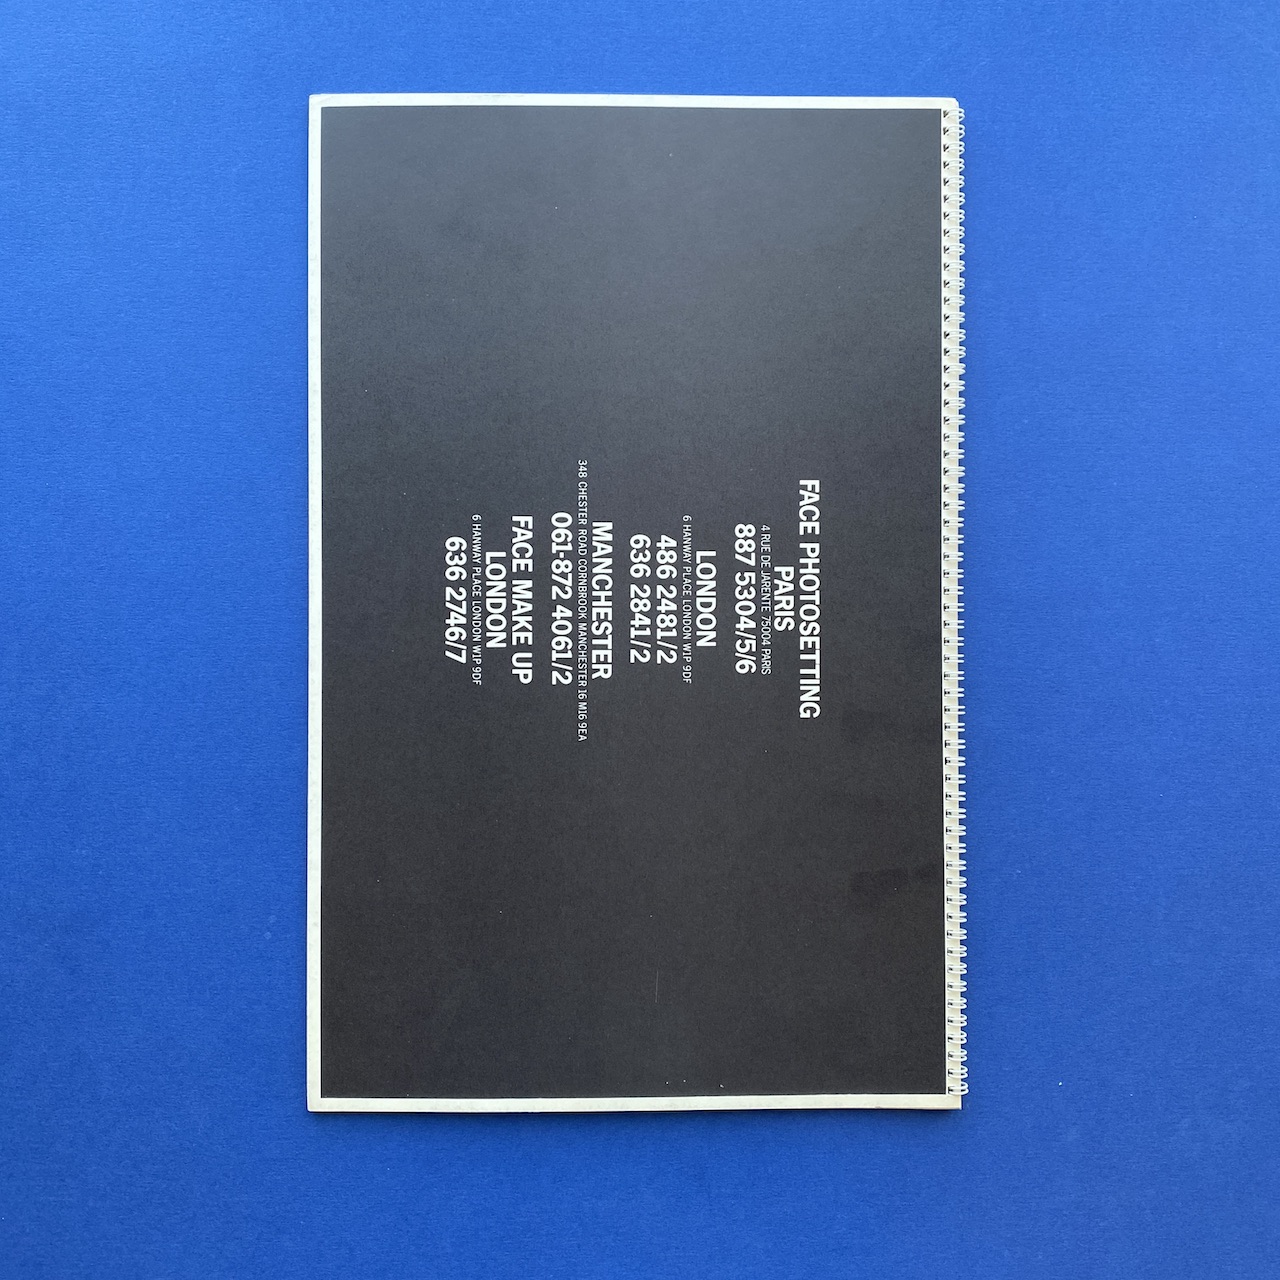 FACE PHOTOSETTING
PARIS
4 RUE DE JARENTE 75004 PARIS
887 5304/5/6
LONDON
6 HANWAY PLACE LONDON W1P 9DF
486 2481/2
636 2841/2
MANCHESTER
348 CHESTER ROAD CORNBROOK MANCHESTER 16 M16 9EA
061-872 4061/2
FACE MAKE UP
LONDON
6 HANWAY PLACE LONDON W1P 9DF
636 2746/7